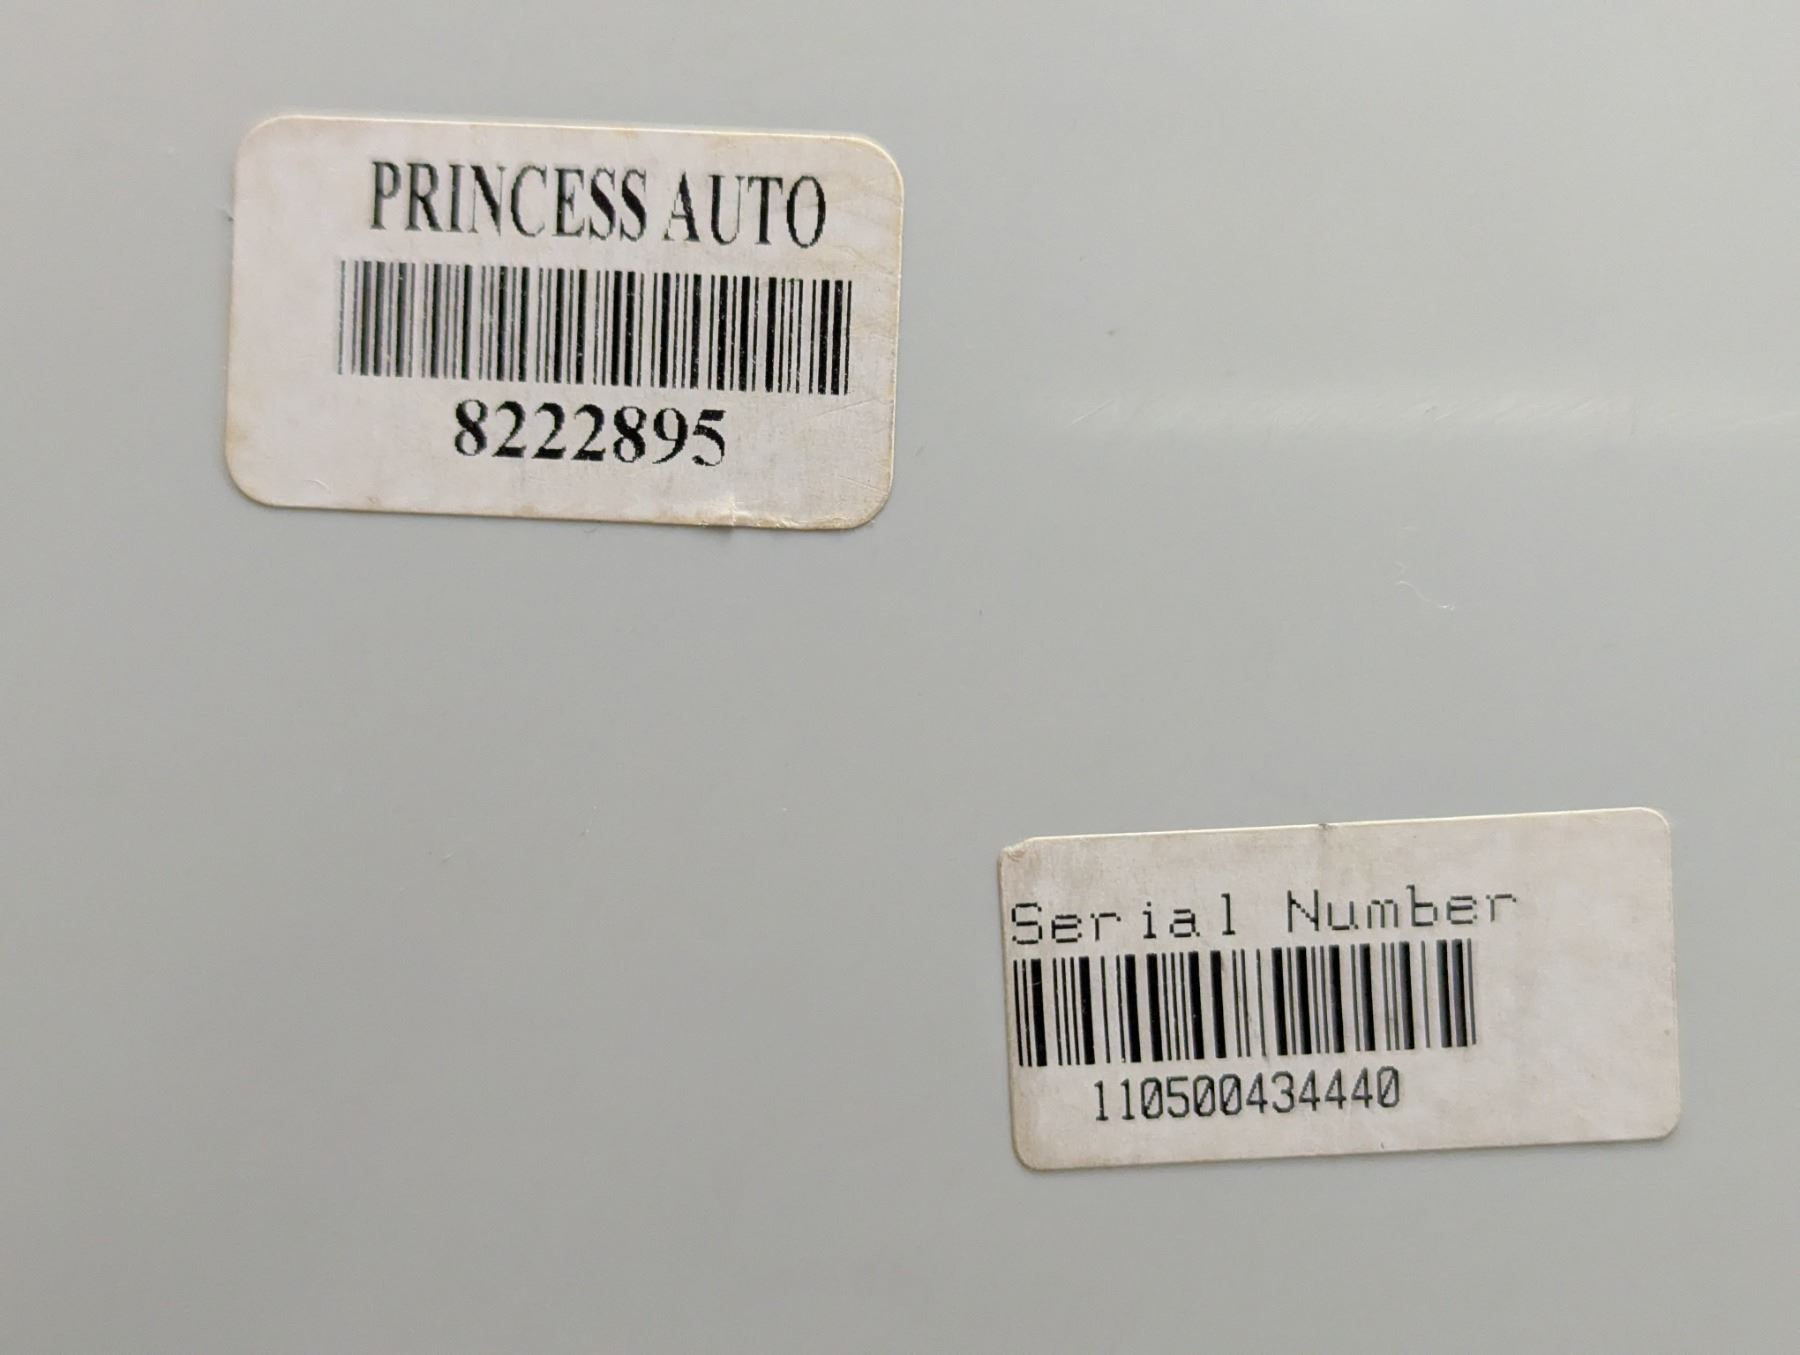 PRINCESS AUTO
8222895
Serial Number
110500434440